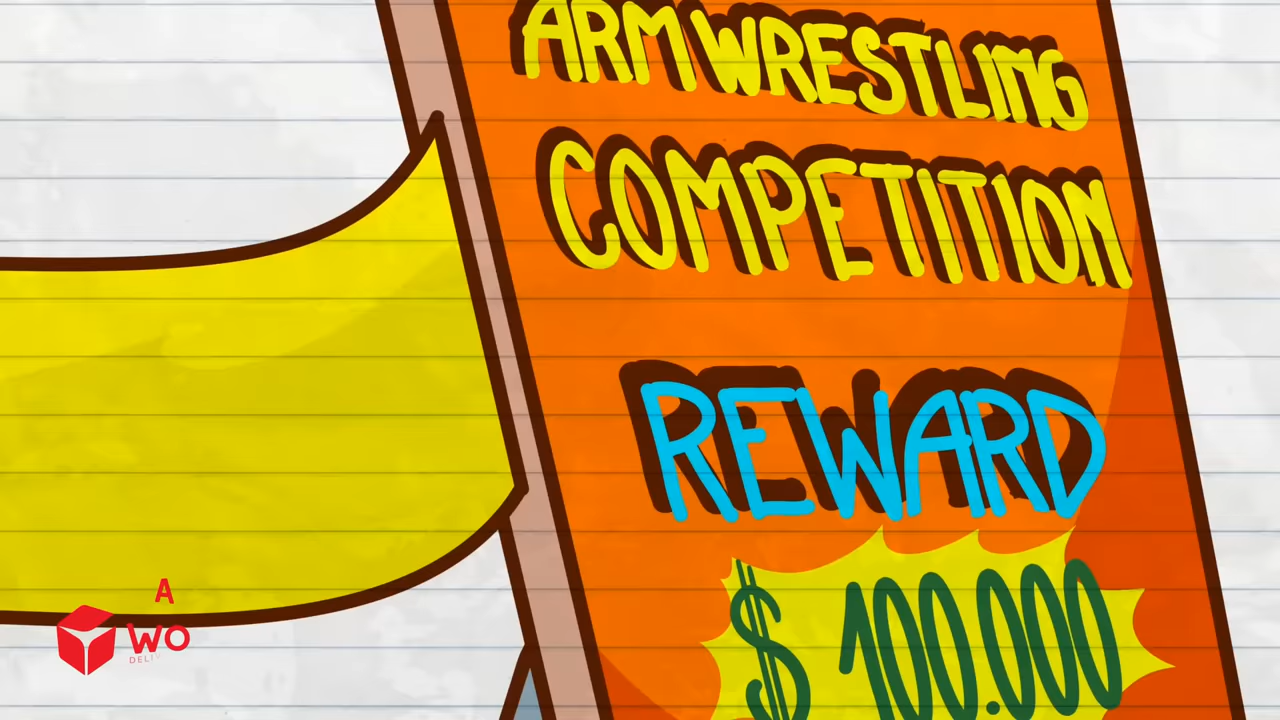 ARM WRESTLING
COMPETITION
REWARD
$ 100.000
A
WO